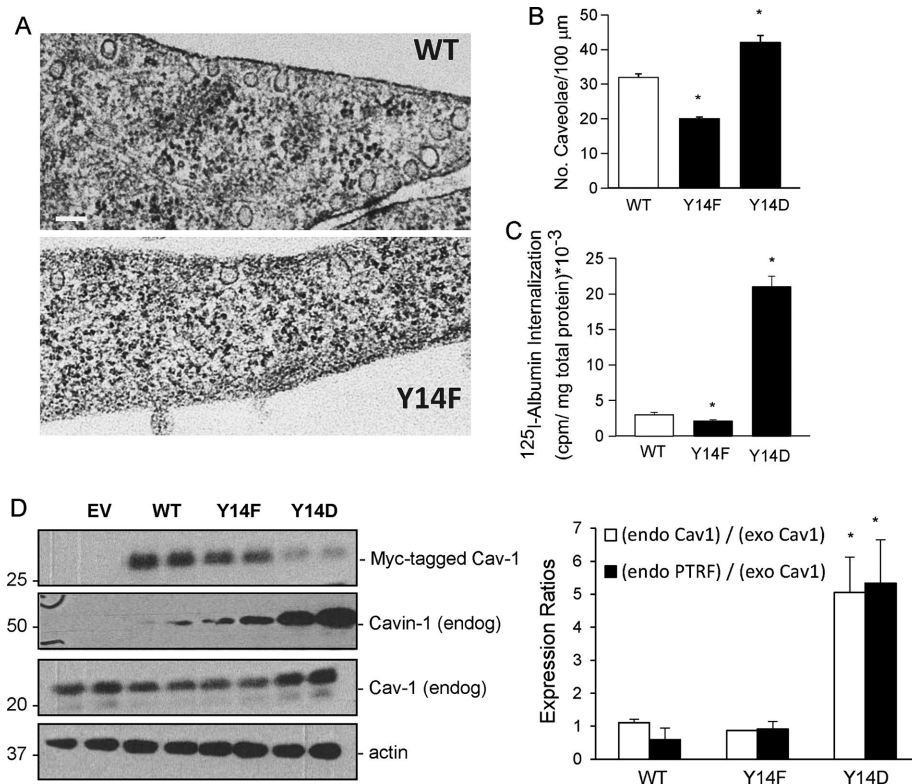 A
WT
Y14F
B
No. Caveolae/100 μm
50
40
30
20
10
0
*
*
WT Y14F Y14D
C
125I-Albumin Internalization
(cpm/ mg total protein)*10-3
25
20
15
10
5
0
*
*
WT Y14F Y14D
D
EV WT Y14F Y14D
25
Myc-tagged Cav-1
50
Cavin-1 (endog)
20
Cav-1 (endog)
37
actin
Expression Ratios
7
6
5
4
3
2
1
0
(endo Cav1) / (exo Cav1)
(endo PTRF) / (exo Cav1)
* *
WT Y14F Y14D